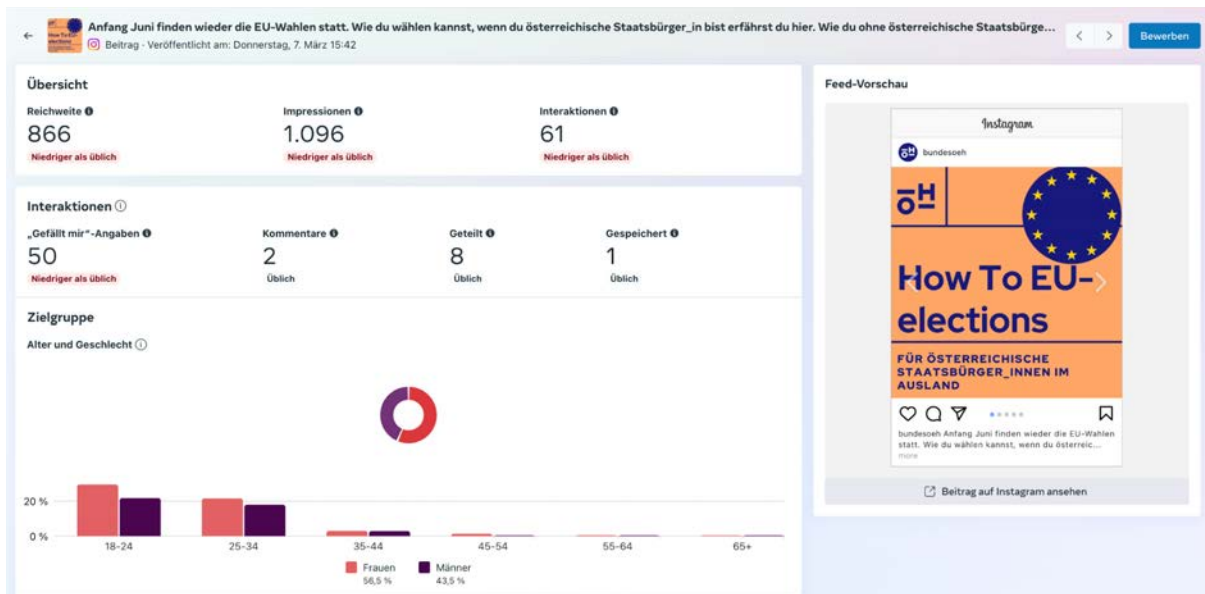 Anfang Juni finden wieder die EU-Wahlen statt. Wie du wählen kannst, wenn du österreichische Staatsbürger_in bist erfährst du hier. Wie du ohne österreichische Staatsbürge...
Beitrag · Veröffentlicht am: Donnerstag, 7. März 15:42
Bewerben
Übersicht
Reichweite
Impressionen
Interaktionen
866
1.096
61
Niedriger als üblich
Niedriger als üblich
Niedriger als üblich
Interaktionen
„Gefällt mir“-Angaben
Kommentare
Geteilt
Gespeichert
50
2
8
1
Niedriger als üblich
Üblich
Üblich
Üblich
Zielgruppe
Alter und Geschlecht
20 %
0 %
18-24
25-34
35-44
45-54
55-64
65+
Frauen
56,5 %
Männer
43,5 %
Feed-Vorschau
Instagram
bundesoeh
How To EU-
elections
FÜR ÖSTERREICHISCHE
STAATSBÜRGER_INNEN IM
AUSLAND
bundesoeh Anfang Juni finden wieder die EU-Wahlen
statt. Wie du wählen kannst, wenn du österreic...
more
Beitrag auf Instagram ansehen